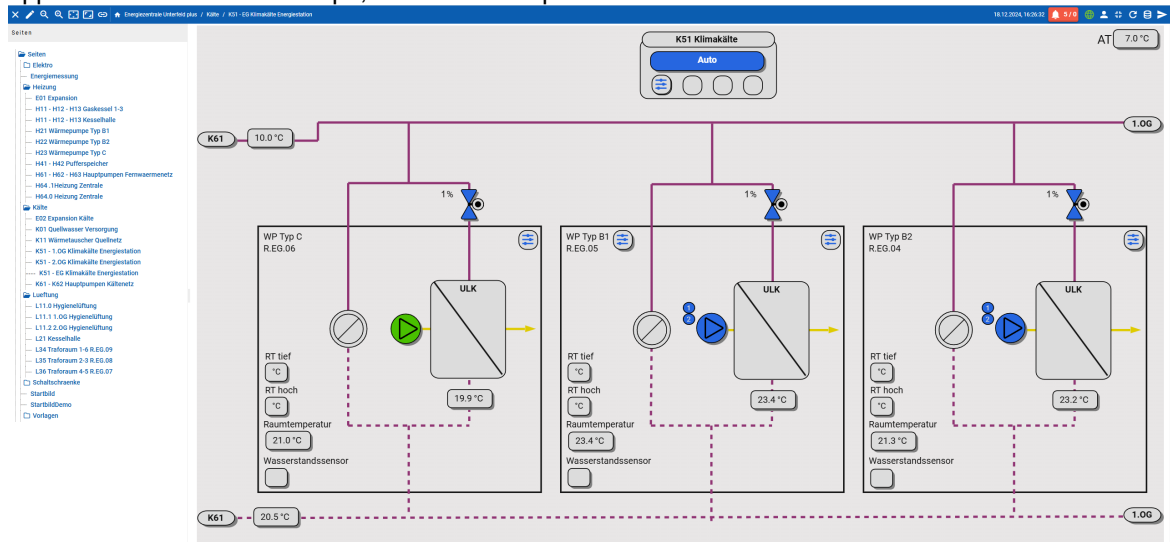 Energiezentrale Unterfeld plus / Kälte / K51 - EG Klimakälte Energiestation
18.12.2024, 16:26:32
5 / 0
Seiten
Seiten
Elektro
Energiemessung
Heizung
E01 Expansion
H11 - H12 - H13 Gaskessel 1-3
H11 - H12 - H13 Kesselhalle
H21 Wärmepumpe Typ B1
H22 Wärmepumpe Typ B2
H23 Wärmepumpe Typ C
H41 - H42 Pufferspeicher
H61 - H62 - H63 Hauptpumpen Fernwaermenetz
H64 .1Heizung Zentrale
H64.0 Heizung Zentrale
Kälte
E02 Expansion Kälte
K01 Quellwasser Versorgung
K11 Wärmetauscher Quellnetz
K51 - 1.OG Klimakälte Energiestation
K51 - 2.OG Klimakälte Energiestation
K51 - EG Klimakälte Energiestation
K61 - K62 Hauptpumpen Kältenetz
Lueftung
L11.0 Hygienelüftung
L11.1 1.OG Hygienelüftung
L11.2 2.OG Hygienelüftung
L21 Kesselhalle
L34 Traforaum 1-6 R.EG.09
L35 Traforaum 2-3 R.EG.08
L36 Traforaum 4-5 R.EG.07
Schaltschraenke
Startbild
StartbildDemo
Vorlagen
K51 Klimakälte
Auto
AT 7.0 °C
K61 10.0 °C
1.OG
1%
1%
1%
WP Typ C
R.EG.06
ULK
RT tief
°C
RT hoch
°C
Raumtemperatur
21.0 °C
Wasserstandssensor
19.9 °C
WP Typ B1
R.EG.05
1
2
ULK
RT tief
°C
RT hoch
°C
Raumtemperatur
23.4 °C
Wasserstandssensor
23.4 °C
WP Typ B2
R.EG.04
1
2
ULK
RT tief
°C
RT hoch
°C
Raumtemperatur
21.3 °C
Wasserstandssensor
23.2 °C
K61 20.5 °C
1.OG